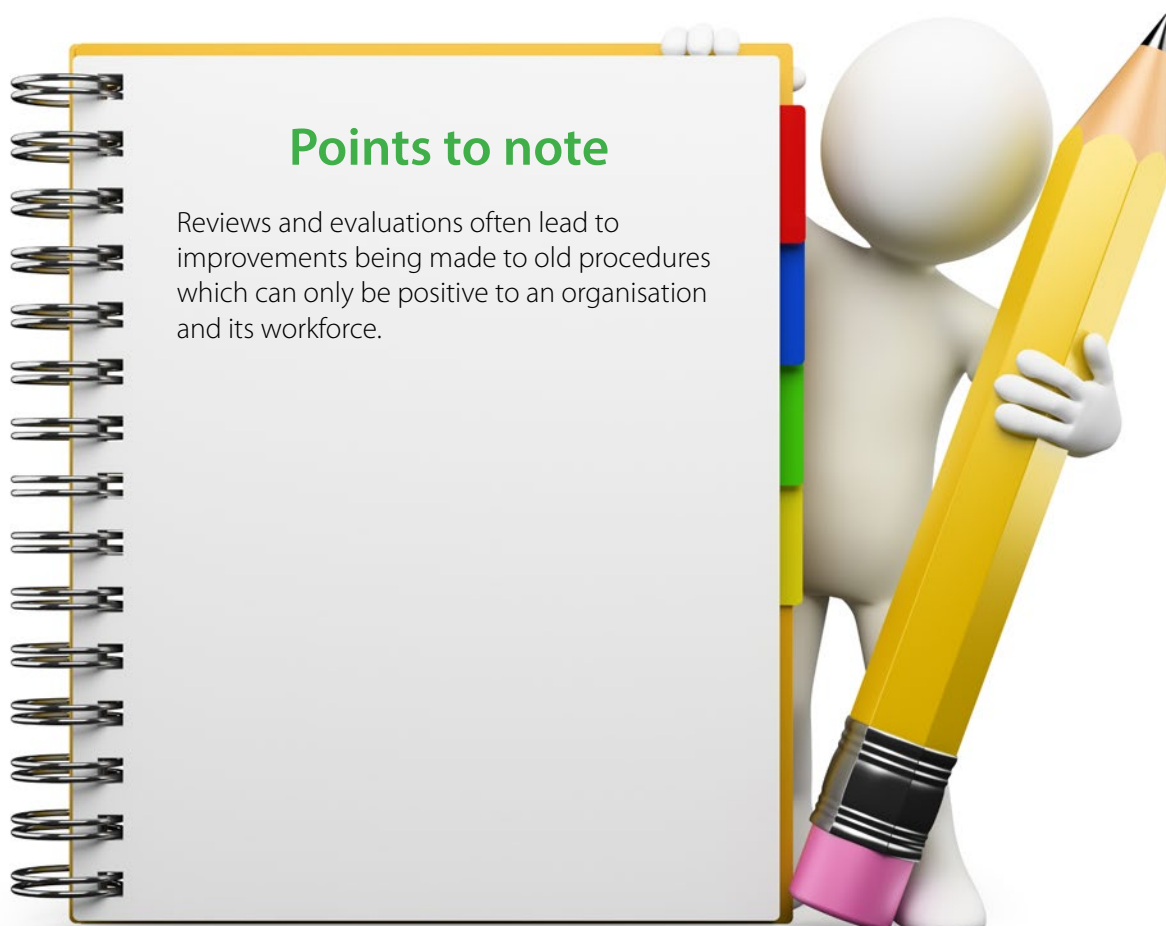 Points to note
Reviews and evaluations often lead to
improvements being made to old procedures
which can only be positive to an organisation
and its workforce.